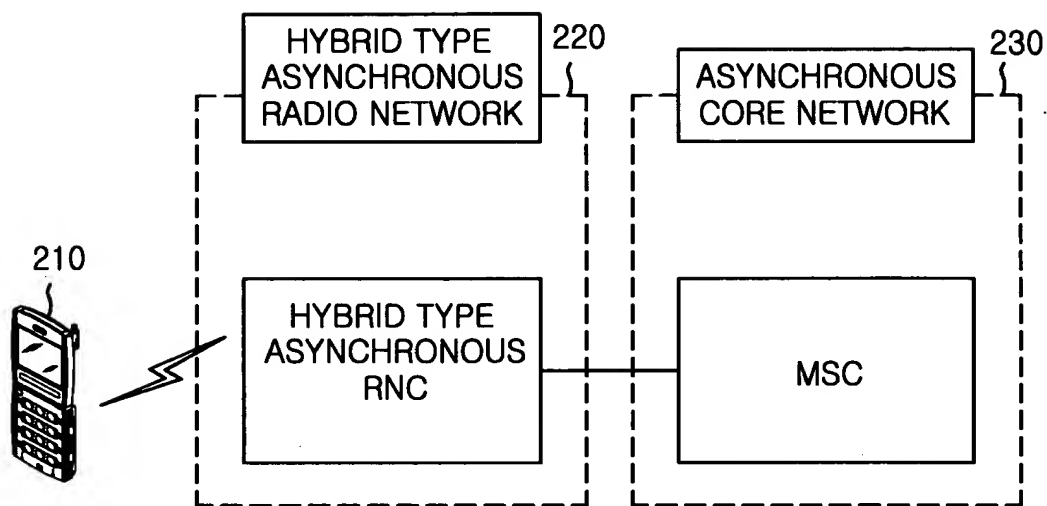 HYBRID TYPE
ASYNCHRONOUS
RADIO NETWORK
220
ASYNCHRONOUS
CORE NETWORK
230
210
HYBRID TYPE
ASYNCHRONOUS
RNC
MSC